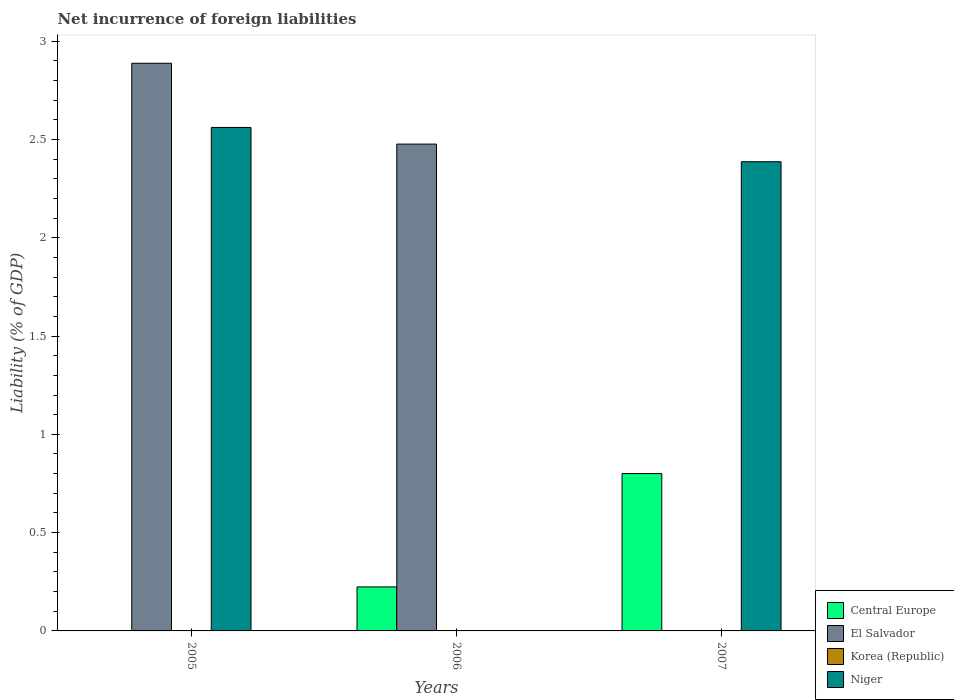 Net incurrence of foreign liabilities
Liability (% of GDP)
3
2.5
2
1.5
1
0.5
0
2005
2006
2007
Years
Central Europe
El Salvador
Korea (Republic)
Niger